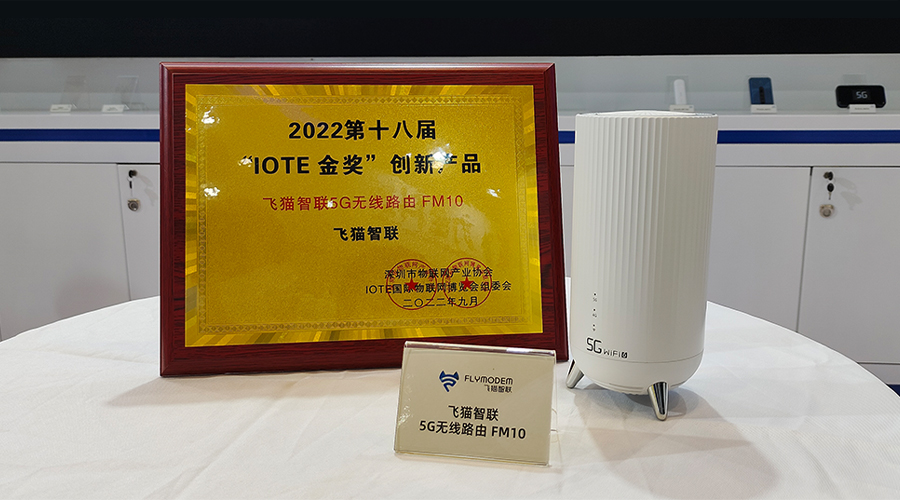 2022第十八届
“IOTE 金奖”创新产品
飞猫智联5G无线路由 FM10
飞猫智联
深圳市物联网产业协会
IOTE国际物联网博览会组委会
二〇二二年九月
5G WiFi6
FLYMODEM
飞猫智联
飞猫智联
5G无线路由 FM10
5G